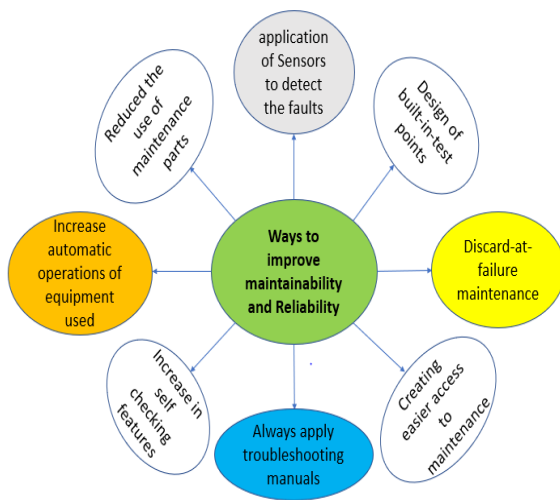 application
of Sensors
to detect
the faults
Reduced the
use of
maintenance
parts
Design of
built-in-test
points
Increase
automatic
operations of
equipment
used
Ways to
improve
maintainability
and Reliability
Discard-at-
failure
maintenance
Increase in
self
checking
features
Always apply
troubleshooting
manuals
Creating
easier access
to
maintenance